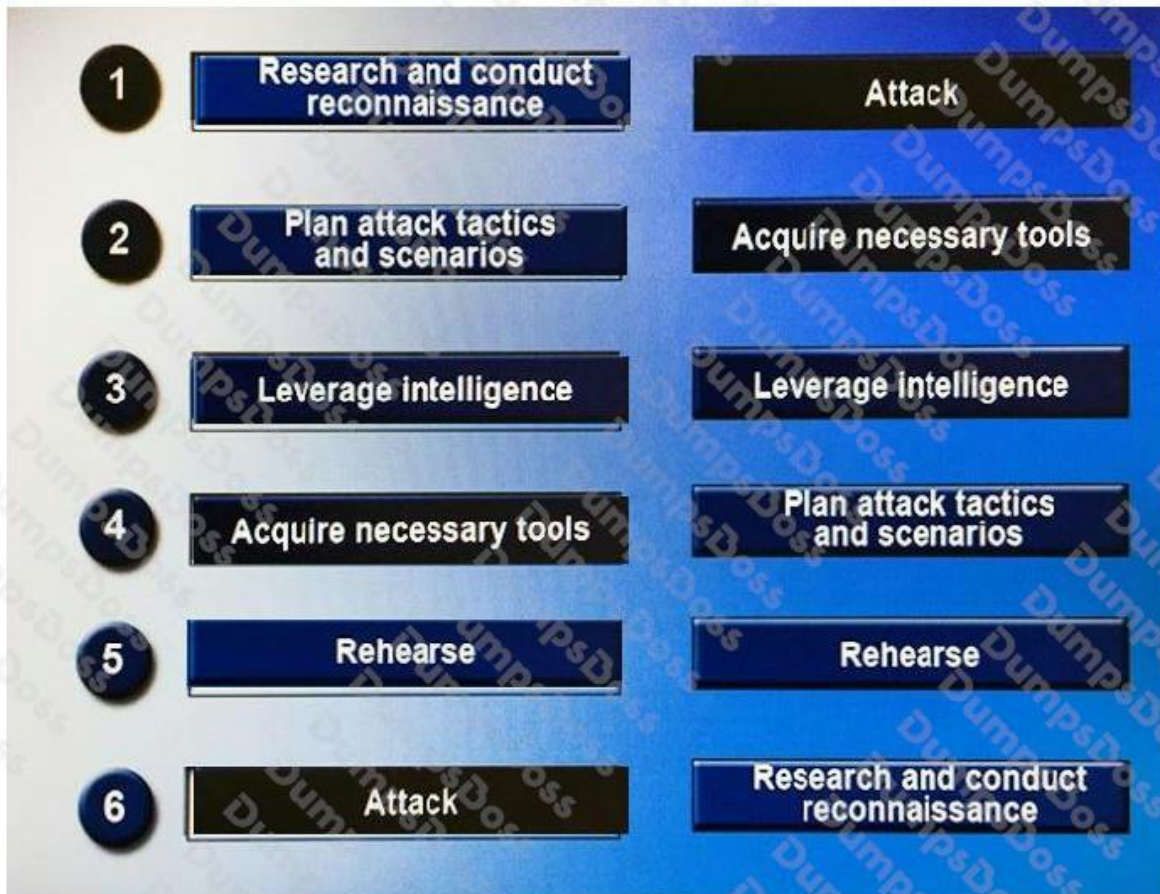 1
Research and conduct
reconnaissance
Attack
2
Plan attack tactics
and scenarios
Acquire necessary tools
3
Leverage intelligence
Leverage intelligence
4
Acquire necessary tools
Plan attack tactics
and scenarios
5
Rehearse
Rehearse
6
Attack
Research and conduct
reconnaissance
DumpsDoss